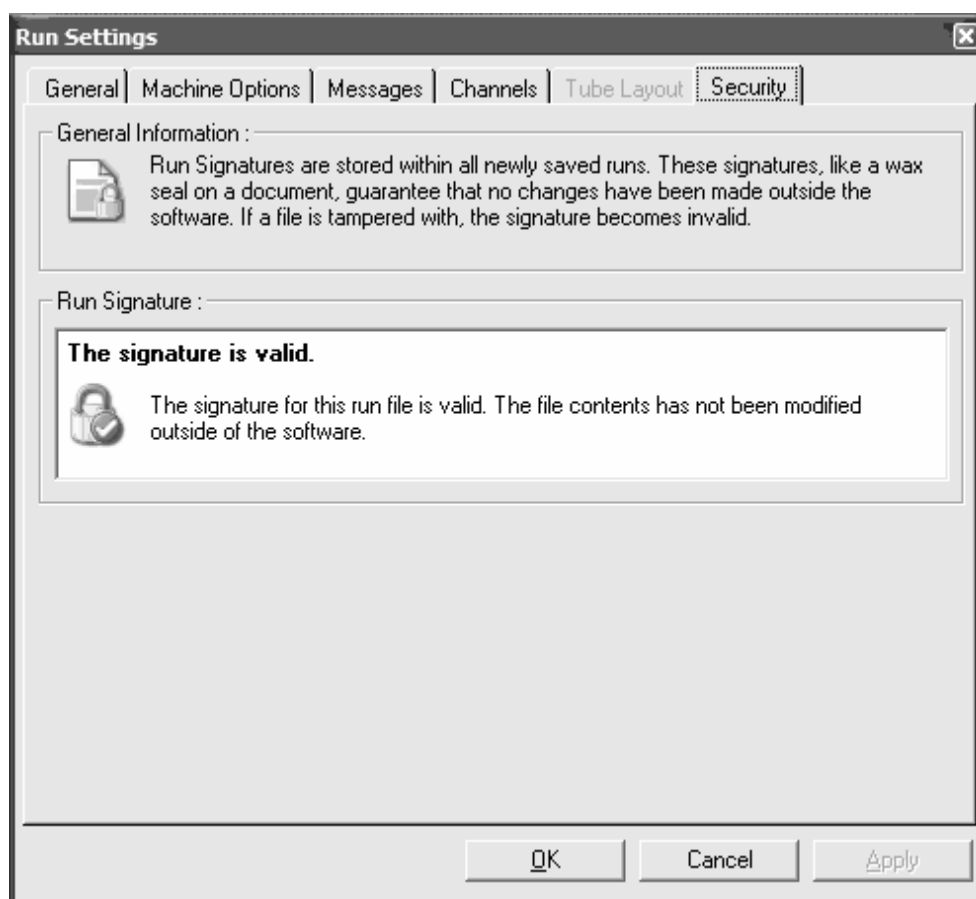 Run Settings
General Machine Options Messages Channels Tube Layout Security
General Information :
Run Signatures are stored within all newly saved runs. These signatures, like a wax
seal on a document, guarantee that no changes have been made outside the
software. If a file is tampered with, the signature becomes invalid.
Run Signature :
The signature is valid.
The signature for this run file is valid. The file contents has not been modified
outside of the software.
OK Cancel Apply